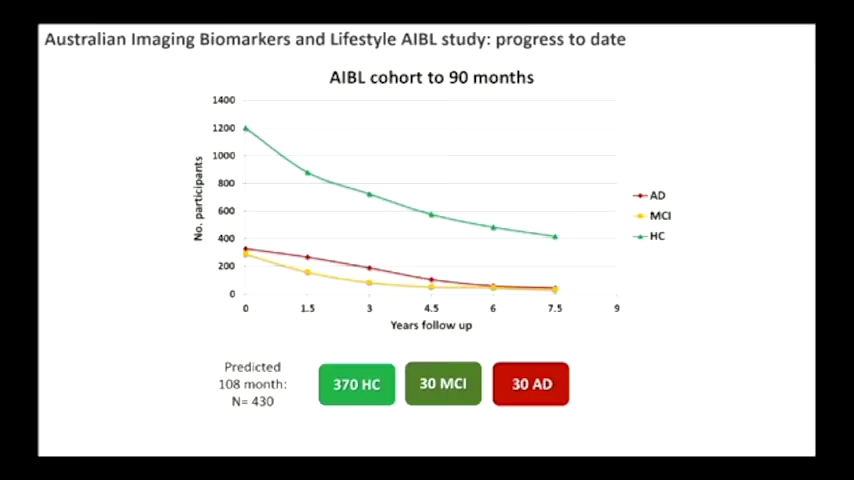 Australian Imaging Biomarkers and Lifestyle AIBL study: progress to date
AIBL cohort to 90 months
1400
1200
1000
800
600
400
200
0
No. participants
0 1.5 3 4.5 6 7.5 9
Years follow up
AD
MCI
HC
Predicted
108 month:
N= 430
370 HC
30 MCI
30 AD